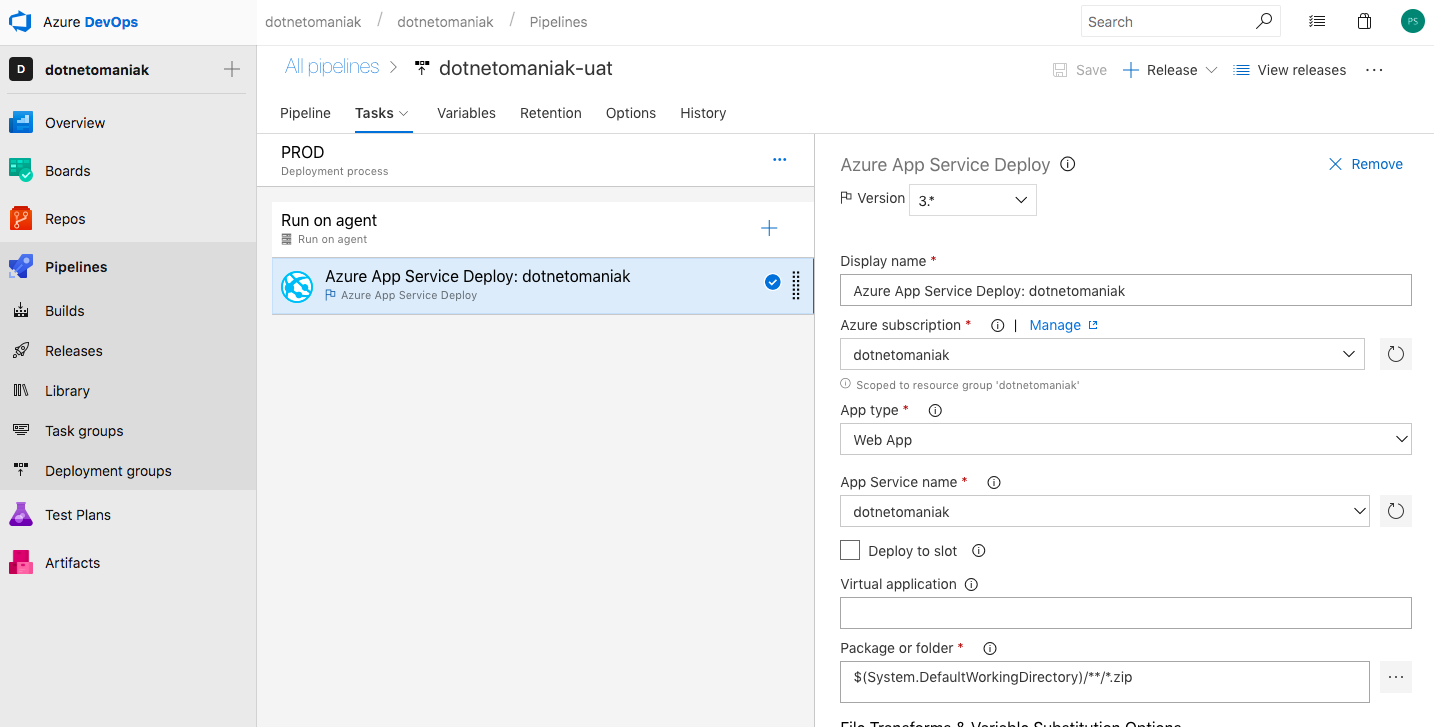 Azure DevOps
dotnetomaniak / dotnetomaniak / Pipelines
Search
PS
D
dotnetomaniak
Overview
Boards
Repos
Pipelines
Builds
Releases
Library
Task groups
Deployment groups
Test Plans
Artifacts
All pipelines > dotnetomaniak-uat
Save
Release
View releases
Pipeline
Tasks
Variables
Retention
Options
History
PROD
Deployment process
Run on agent
Run on agent
Azure App Service Deploy: dotnetomaniak
Azure App Service Deploy
Azure App Service Deploy
Remove
Version
3.*
Display name *
Azure App Service Deploy: dotnetomaniak
Azure subscription * | Manage
dotnetomaniak
Scoped to resource group 'dotnetomaniak'
App type *
Web App
App Service name *
dotnetomaniak
Deploy to slot
Virtual application
Package or folder *
$(System.DefaultWorkingDirectory)/**/*.zip
File Transforms & Variable Substitution Options